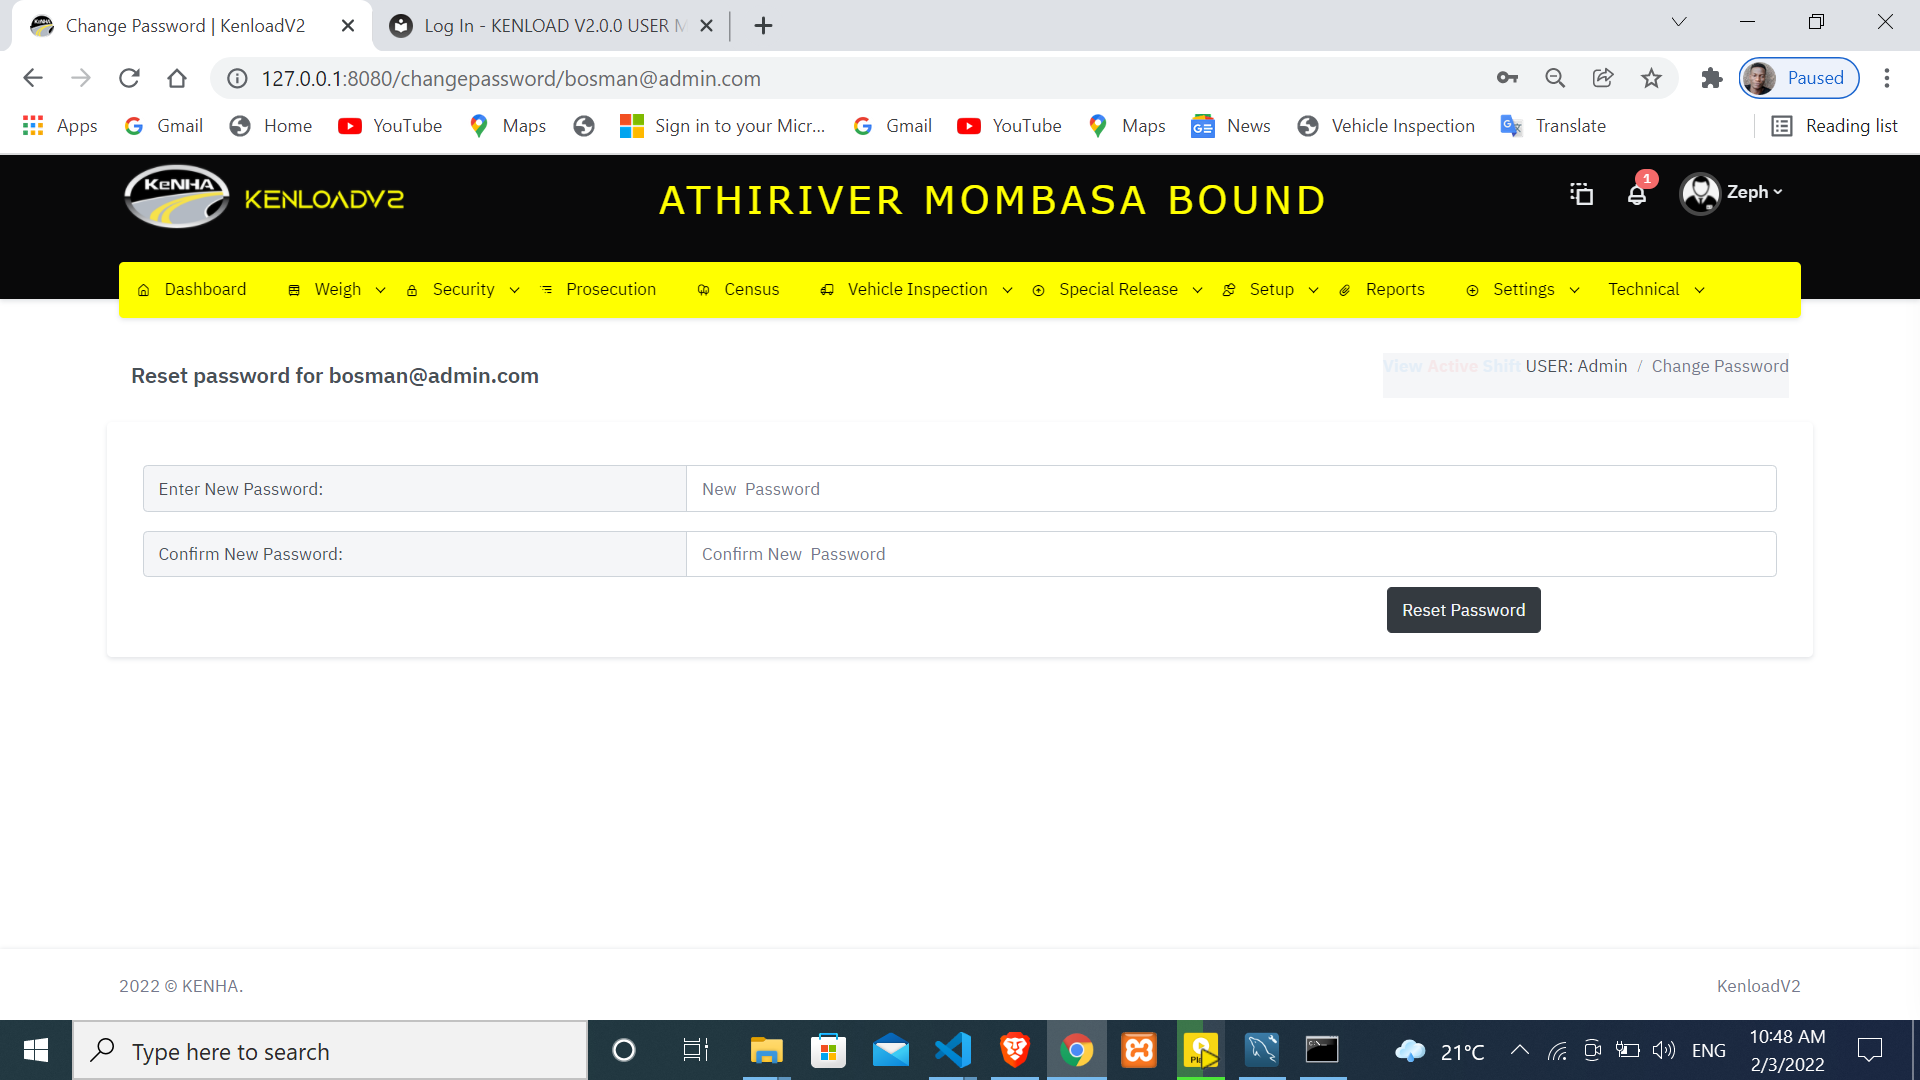 Change Password | KenloadV2
Log In - KENLOAD V2.0.0 USER M
127.0.0.1:8080/changepassword/bosman@admin.com
Paused
Apps
Gmail
Home
YouTube
Maps
Sign in to your Micr...
Gmail
YouTube
Maps
News
Vehicle Inspection
Translate
Reading list
KeNHA
KENLOADV2
ATHIRIVER MOMBASA BOUND
1
Zeph
Dashboard
Weigh
Security
Prosecution
Census
Vehicle Inspection
Special Release
Setup
Reports
Settings
Technical
Reset password for bosman@admin.com
View Active Shift USER: Admin / Change Password
Enter New Password:
New Password
Confirm New Password:
Confirm New Password
Reset Password
2022 © KENHA.
KenloadV2
Type here to search
21°C
ENG
10:48 AM
2/3/2022